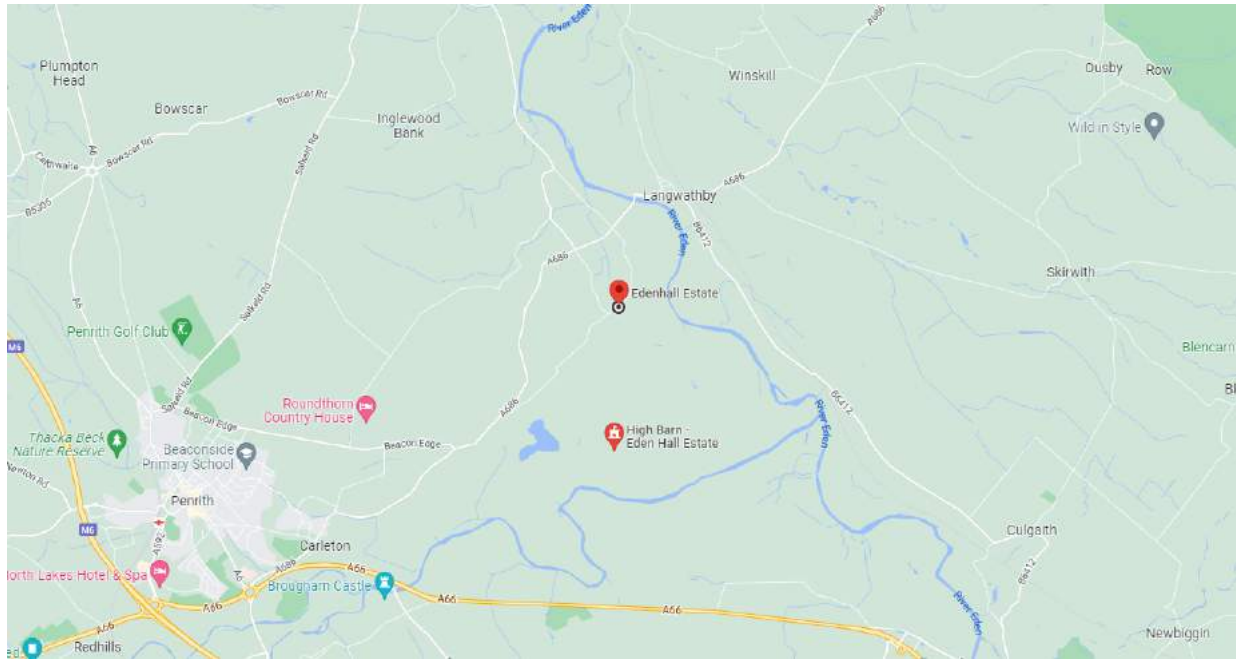 River Eden
A686
Plumpton
Head
Winskill
Ousby
Row
Bowscar
Bowscar Rd
Inglewood
Bank
Wild in Style
A6
Salkeld Rd
Bowscar Rd
B5305
Langwathby
A686
River Eden
B6412
A686
Skirwith
Edenhall Estate
A6
Salkeld Rd
Penrith Golf Club
M6
Blencarn
Roundthorn
Country House
A686
B6412
Bl
Salkeld Rd
Beacon Edge
River Eden
Thacka Beck
Nature Reserve
Beaconside
Primary School
Beacon Edge
High Barn -
Eden Hall Estate
Newton Rd
Penrith
M6
A592
Carleton
Culgaith
A686
North Lakes Hotel & Spa
A6
A66
Brougham Castle
B6412
A66
A66
River Eden
A66
Redhills
Newbiggin